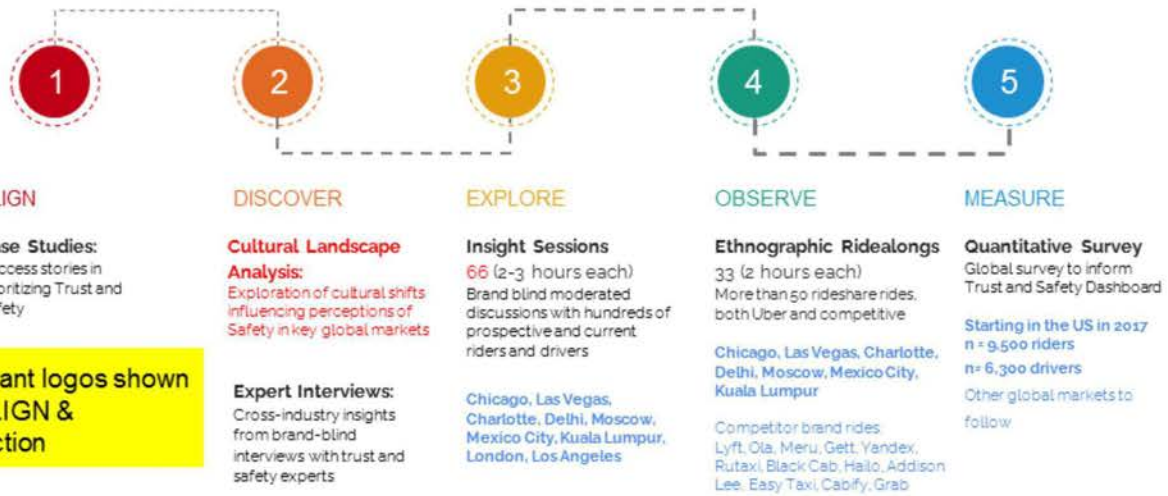 1
2
3
4
5
IGN
se Studies:
ccess stories in
oritizing Trust and
fety
ant logos shown
IGN &
ction
DISCOVER
Cultural Landscape
Analysis:
Exploration of cultural shifts
influencing perceptions of
Safety in key global markets
Expert Interviews:
Cross-industry insights
from brand-blind
interviews with trust and
safety experts
EXPLORE
Insight Sessions
66 (2-3 hours each)
Brand blind moderated
discussions with hundreds of
prospective and current
riders and drivers
Chicago, Las Vegas,
Charlotte, Delhi, Moscow,
Mexico City, Kuala Lumpur,
London, Los Angeles
OBSERVE
Ethnographic Ridealongs
33 (2 hours each)
More than 50 rideshare rides,
both Uber and competitive
Chicago, Las Vegas, Charlotte,
Delhi, Moscow, Mexico City,
Kuala Lumpur
Competitor brand rides:
Lyft, Ola, Meru, Gett, Yandex,
Rutaxi, Black Cab, Hailo, Addison
Lee, Easy Taxi, Cabify, Grab
MEASURE
Quantitative Survey
Global survey to inform
Trust and Safety Dashboard
Starting in the US in 2017
n = 9,500 riders
n= 6,300 drivers
Other global markets to
follow